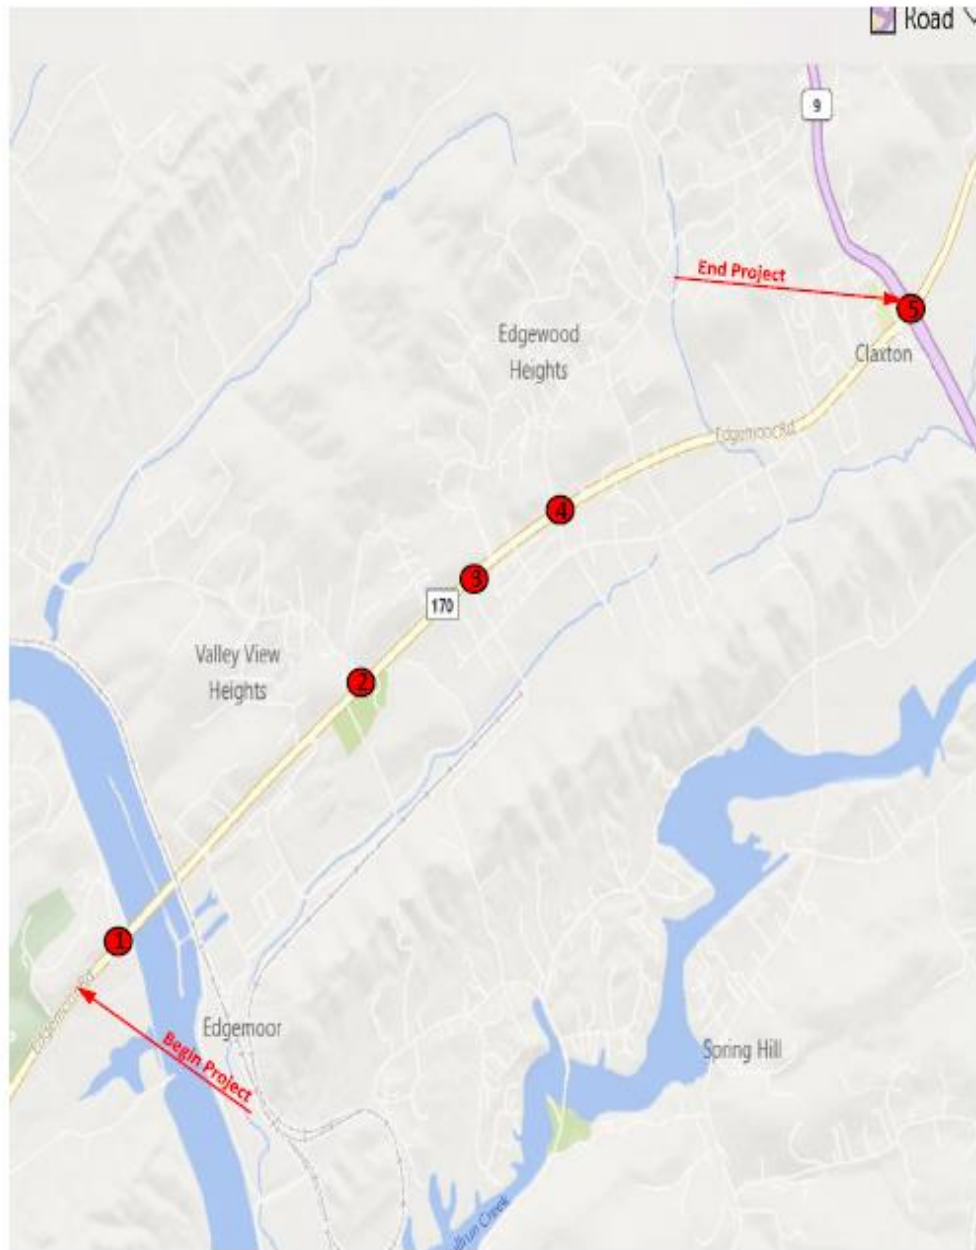 Road
9
End Project
Edgewood
Heights
Claxton
Edgemoor Rd
4
5
3
170
Valley View
Heights
2
1
Edgemoor Rd
Edgemoor
Begin Project
Spring Hill
Creek